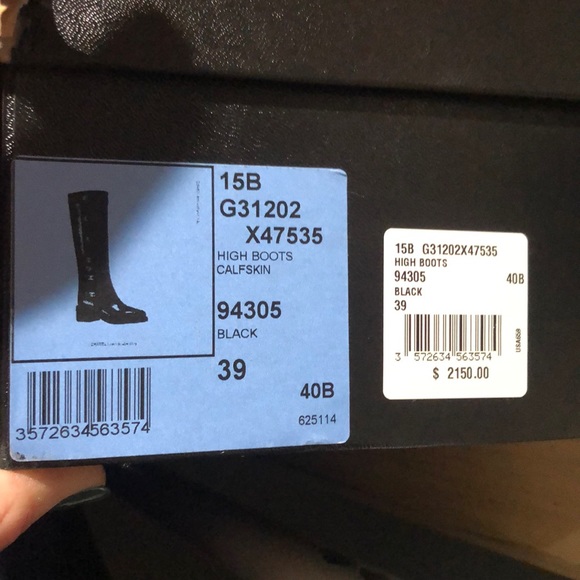 15B
G31202
X47535
HIGH BOOTS
CALFSKIN
94305
BLACK
39
40B
625114
3572634563574
15B G31202X47535
HIGH BOOTS
94305 40B
BLACK
39
3 572634 563574
$ 2150.00